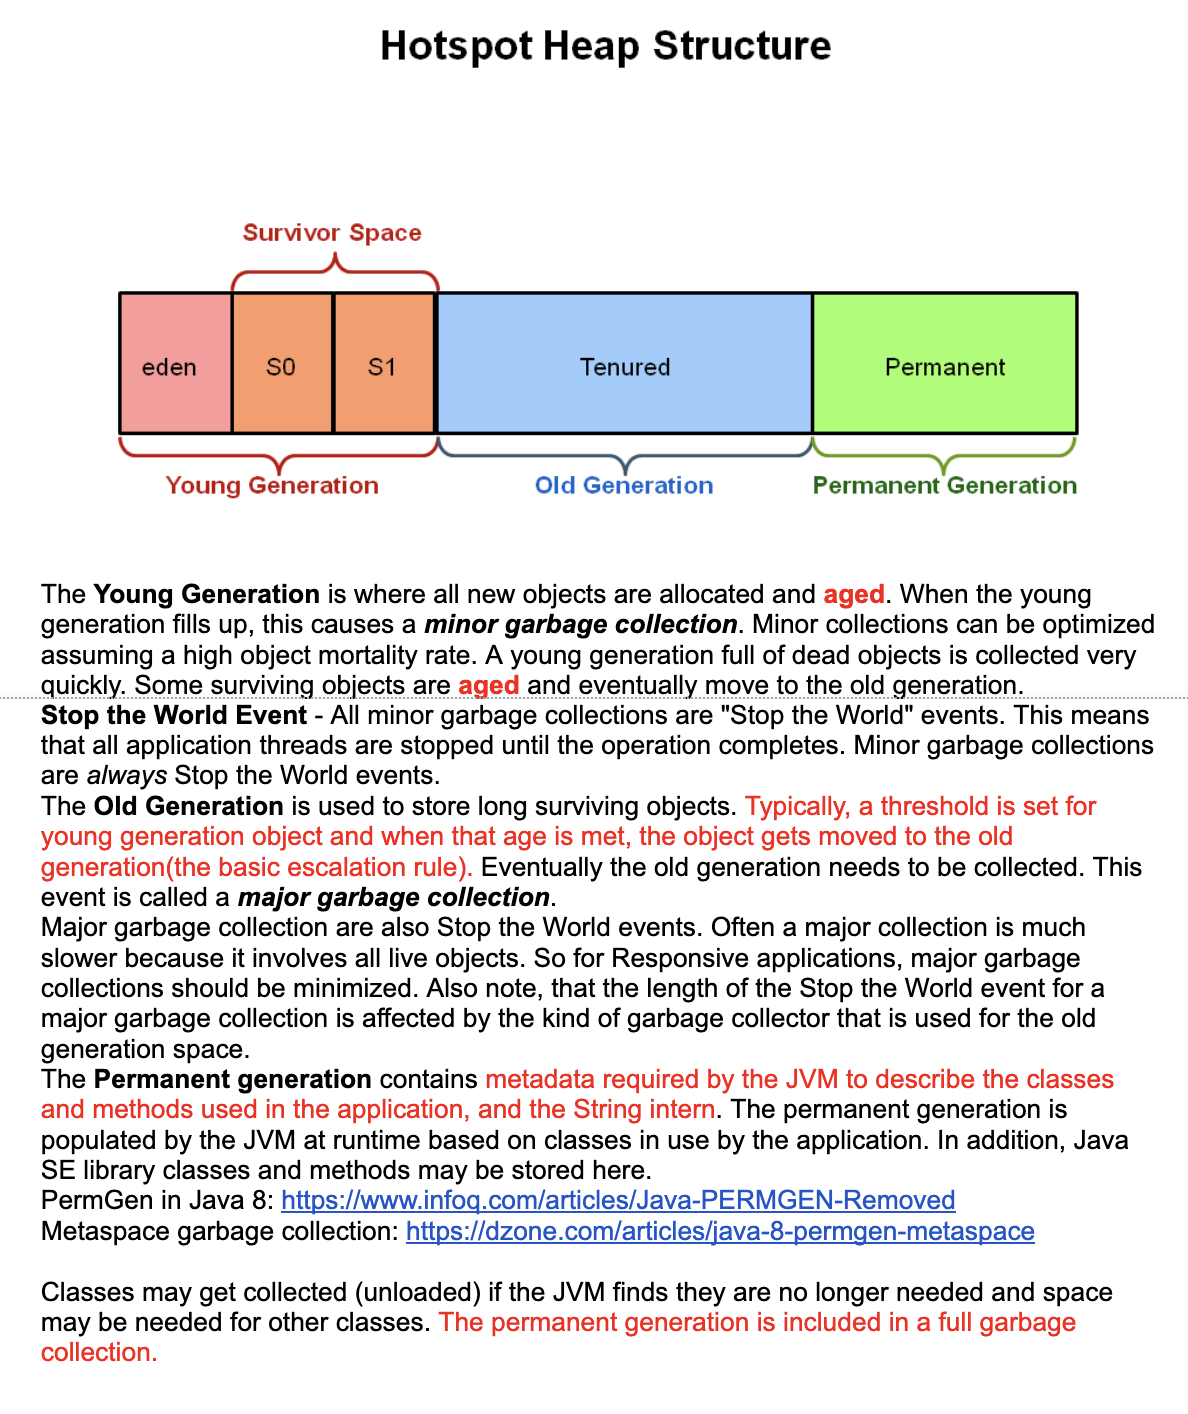 Hotspot Heap Structure
Survivor Space
eden
S0
S1
Tenured
Permanent
Young Generation
Old Generation
Permanent Generation
The Young Generation is where all new objects are allocated and aged. When the young
generation fills up, this causes a minor garbage collection. Minor collections can be optimized
assuming a high object mortality rate. A young generation full of dead objects is collected very
quickly. Some surviving objects are aged and eventually move to the old generation.
Stop the World Event - All minor garbage collections are "Stop the World" events. This means
that all application threads are stopped until the operation completes. Minor garbage collections
are always Stop the World events.
The Old Generation is used to store long surviving objects. Typically, a threshold is set for
young generation object and when that age is met, the object gets moved to the old
generation(the basic escalation rule). Eventually the old generation needs to be collected. This
event is called a major garbage collection.
Major garbage collection are also Stop the World events. Often a major collection is much
slower because it involves all live objects. So for Responsive applications, major garbage
collections should be minimized. Also note, that the length of the Stop the World event for a
major garbage collection is affected by the kind of garbage collector that is used for the old
generation space.
The Permanent generation contains metadata required by the JVM to describe the classes
and methods used in the application, and the String intern. The permanent generation is
populated by the JVM at runtime based on classes in use by the application. In addition, Java
SE library classes and methods may be stored here.
PermGen in Java 8: https://www.infoq.com/articles/Java-PERMGEN-Removed
Metaspace garbage collection: https://dzone.com/articles/java-8-permgen-metaspace
Classes may get collected (unloaded) if the JVM finds they are no longer needed and space
may be needed for other classes. The permanent generation is included in a full garbage
collection.